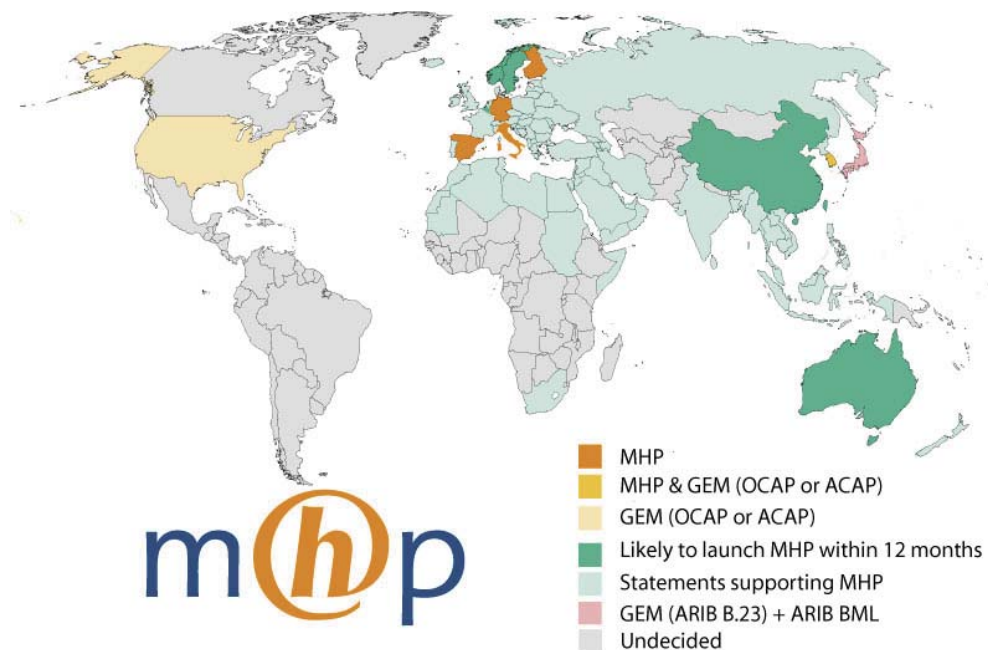 MHP
MHP & GEM (OCAP or ACAP)
GEM (OCAP or ACAP)
Likely to launch MHP within 12 months
Statements supporting MHP
GEM (ARIB B.23) + ARIB BML
Undecided
m@hp